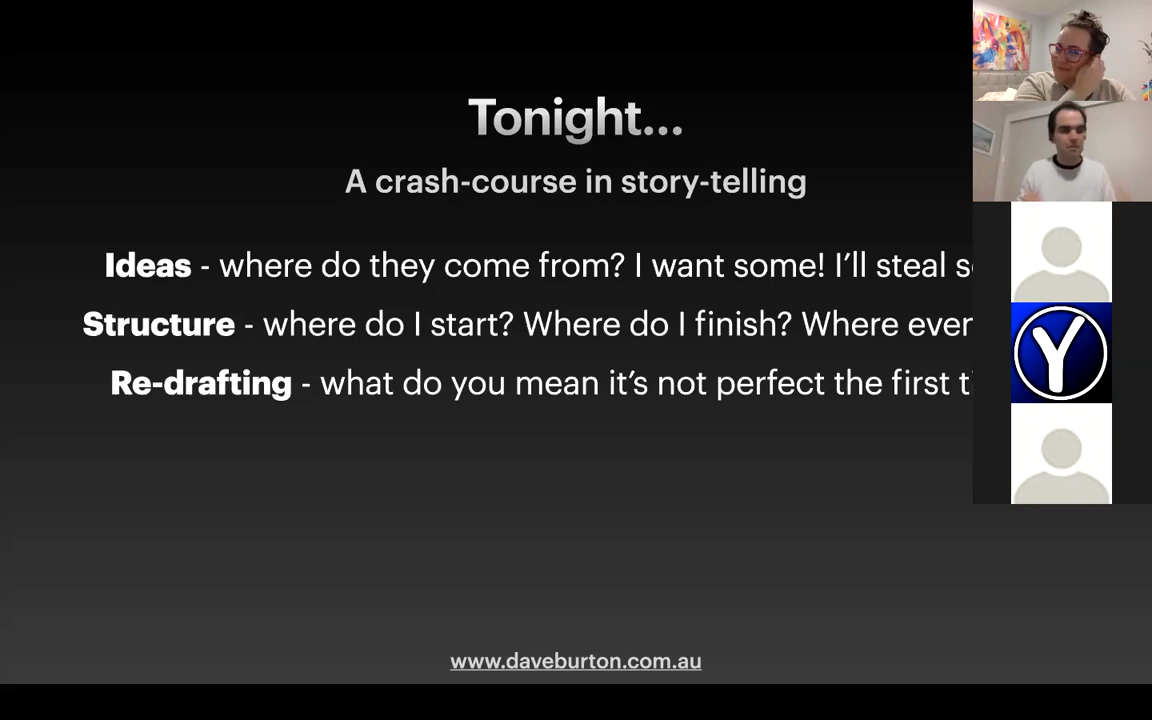 Tonight...
A crash-course in story-telling
Ideas - where do they come from? I want some! I’ll steal
Structure - where do I start? Where do I finish? Where
Re-drafting - what do you mean it’s not perfect the first
Y
www.daveburton.com.au